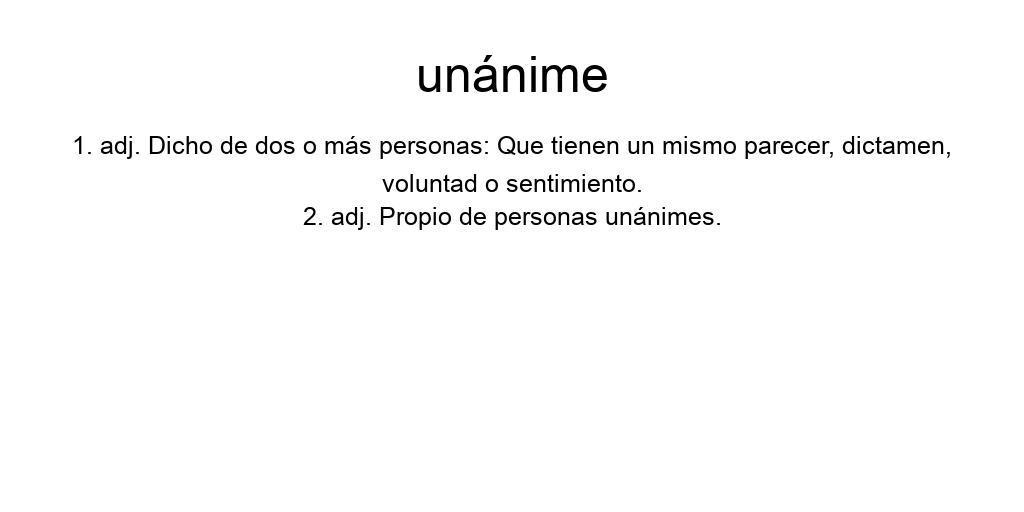 unánime
1. adj. Dicho de dos o más personas: Que tienen un mismo parecer, dictamen,
voluntad o sentimiento.
2. adj. Propio de personas unánimes.